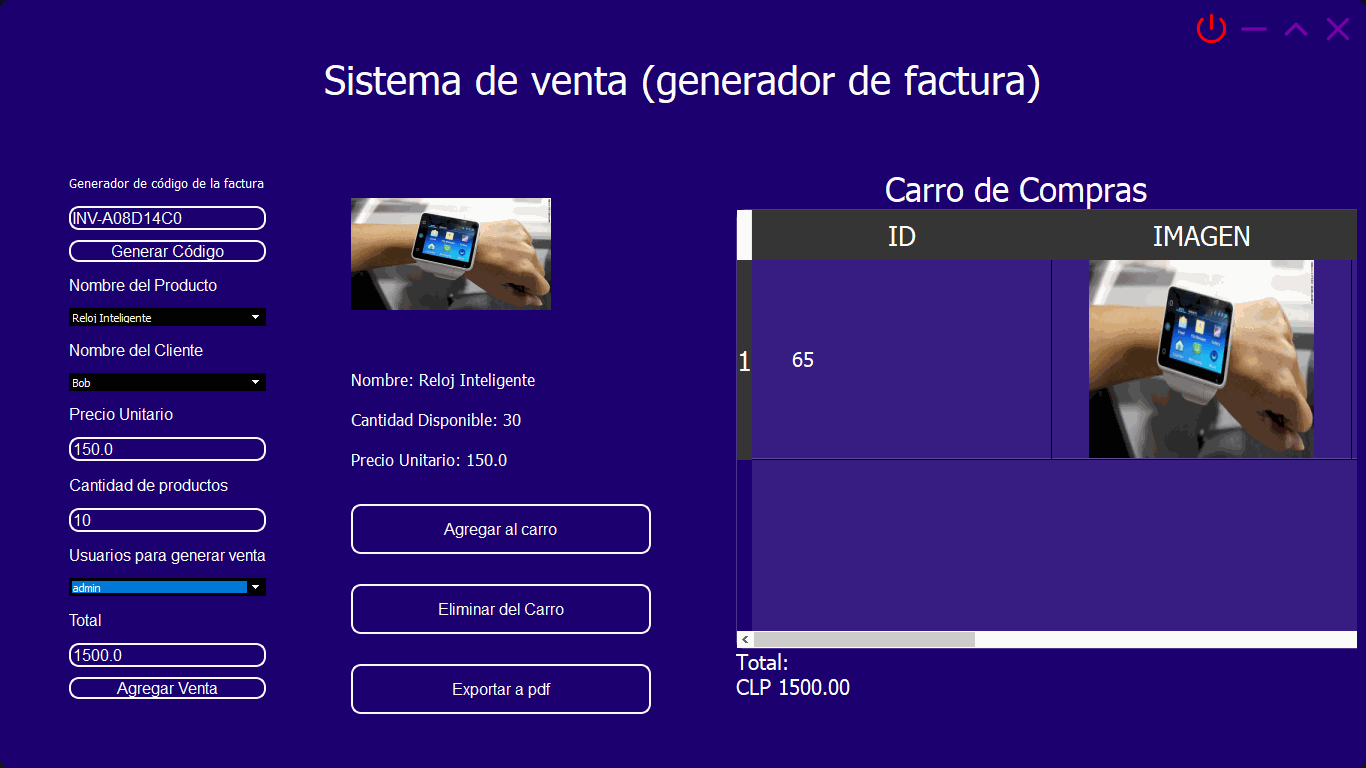 Sistema de venta (generador de factura)
Generador de código de la factura
INV-A08D14C0
Generar Código
Nombre del Producto
Reloj Inteligente
Nombre del Cliente
Bob
Precio Unitario
150.0
Cantidad de productos
10
Usuarios para generar venta
admin
Total
1500.0
Agregar Venta
Nombre: Reloj Inteligente
Cantidad Disponible: 30
Precio Unitario: 150.0
Agregar al carro
Eliminar del Carro
Exportar a pdf
Carro de Compras
ID IMAGEN
1 65
Total:
CLP 1500.00